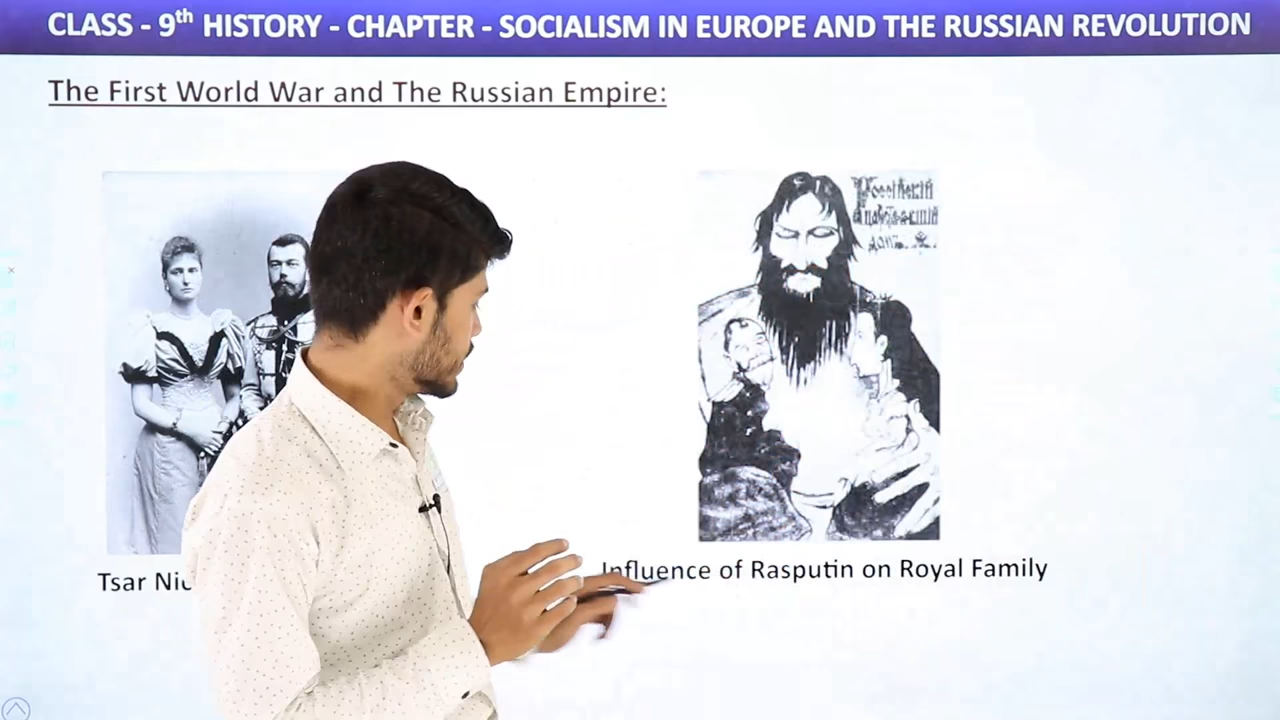 CLASS - 9th HISTORY - CHAPTER - SOCIALISM IN EUROPE AND THE RUSSIAN REVOLUTION
The First World War and The Russian Empire:
Tsar Nic
Influence of Rasputin on Royal Family